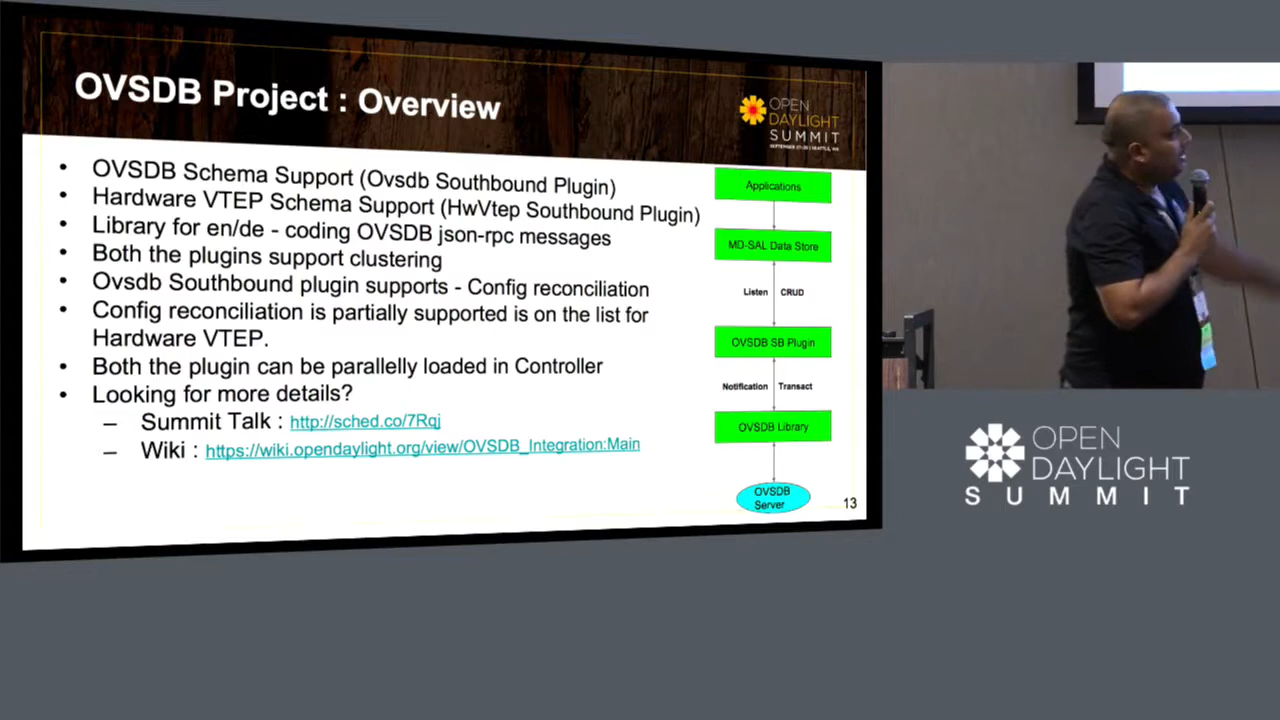 OVSDB Project : Overview
OPEN
DAYLIGHT
SUMMIT
• OVSDB Schema Support (Ovsdb Southbound Plugin)
• Hardware VTEP Schema Support (HwVtep Southbound Plugin)
• Library for en/de - coding OVSDB json-rpc messages
• Both the plugins support clustering
• Ovsdb Southbound plugin supports - Config reconciliation
• Config reconciliation is partially supported is on the list for
Hardware VTEP.
• Both the plugin can be parallelly loaded in Controller
• Looking for more details?
– Summit Talk : http://sched.co/7Rqj
– Wiki : https://wiki.opendaylight.org/view/OVSDB_Integration:Main
Applications
MD-SAL Data Store
Listen CRUD
OVSDB SB Plugin
Notification Transact
OVSDB Library
OVSDB
Server
13
OPEN
DAYLIGHT
SUMMIT